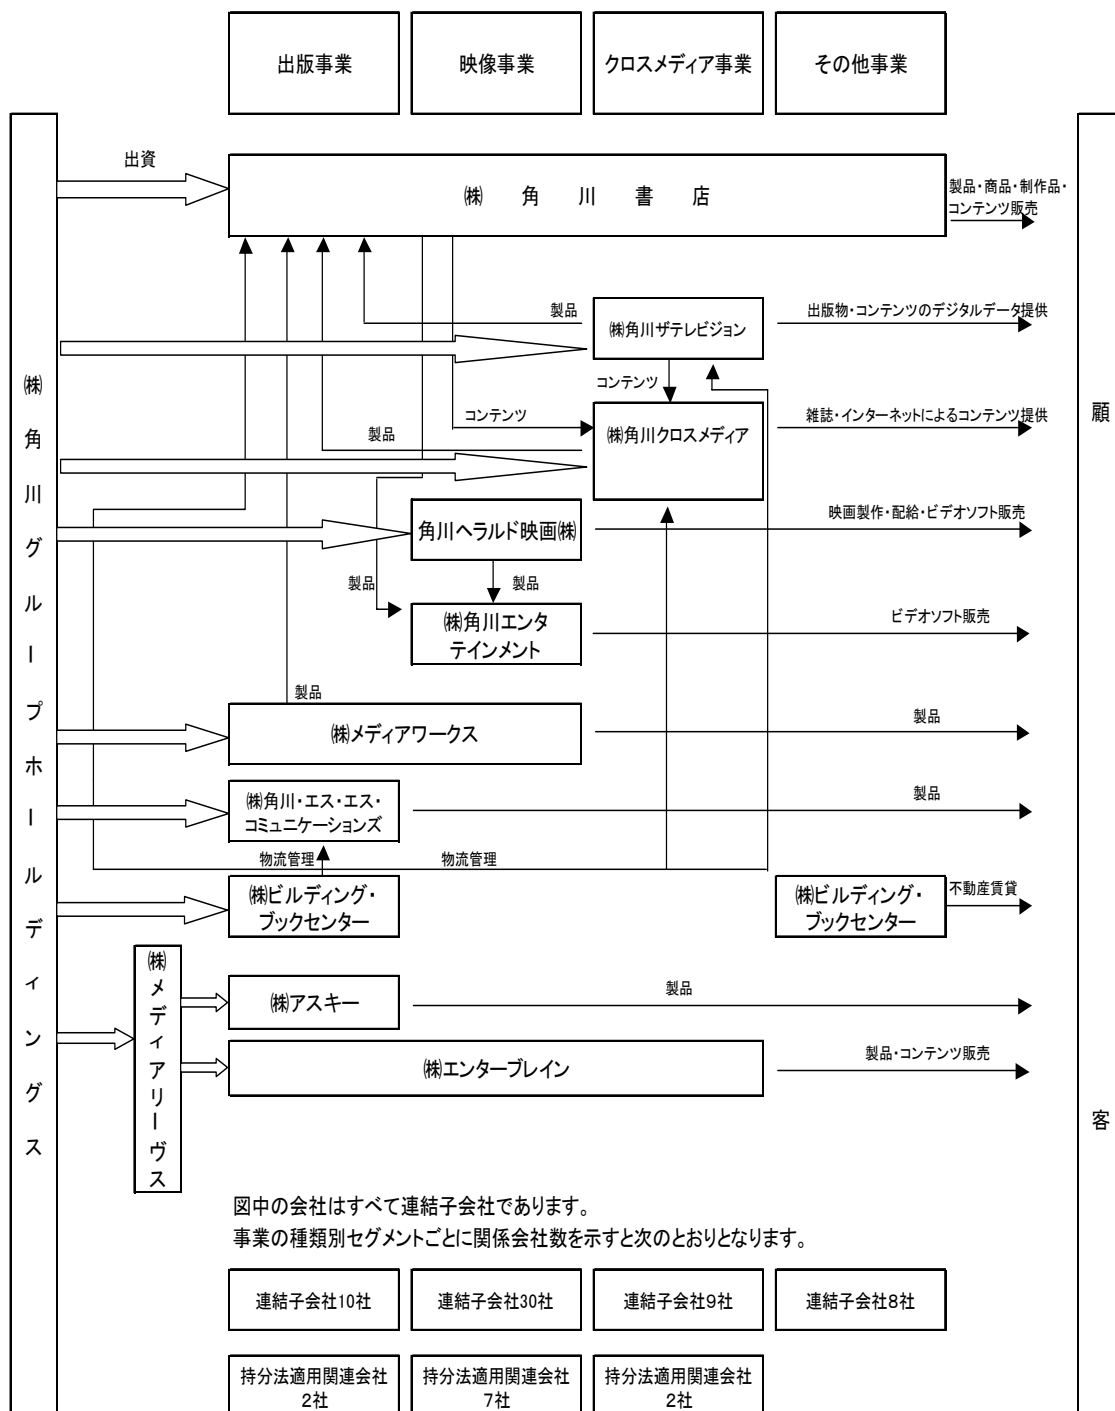 出版事業
映像事業
クロスメディア事業
その他事業
㈱角川グループホールディングス
顧客
出資
㈱角川書店
製品・商品・制作品・
コンテンツ販売
製品
㈱角川ザテレビジョン
出版物・コンテンツのデジタルデータ提供
コンテンツ
コンテンツ
製品
㈱角川クロスメディア
雑誌・インターネットによるコンテンツ提供
角川ヘラルド映画㈱
映画製作・配給・ビデオソフト販売
製品
製品
㈱角川エンタ
テインメント
ビデオソフト販売
製品
㈱メディアワークス
製品
㈱角川・エス・エス・
コミュニケーションズ
製品
物流管理
物流管理
㈱ビルディング・
ブックセンター
㈱ビルディング・
ブックセンター
不動産賃貸
㈱メディアリーヴス
㈱アスキー
製品
㈱エンターブレイン
製品・コンテンツ販売
図中の会社はすべて連結子会社であります。
事業の種類別セグメントごとに関係会社数を示すと次のとおりとなります。
連結子会社10社
連結子会社30社
連結子会社9社
連結子会社8社
持分法適用関連会社
2社
持分法適用関連会社
7社
持分法適用関連会社
2社